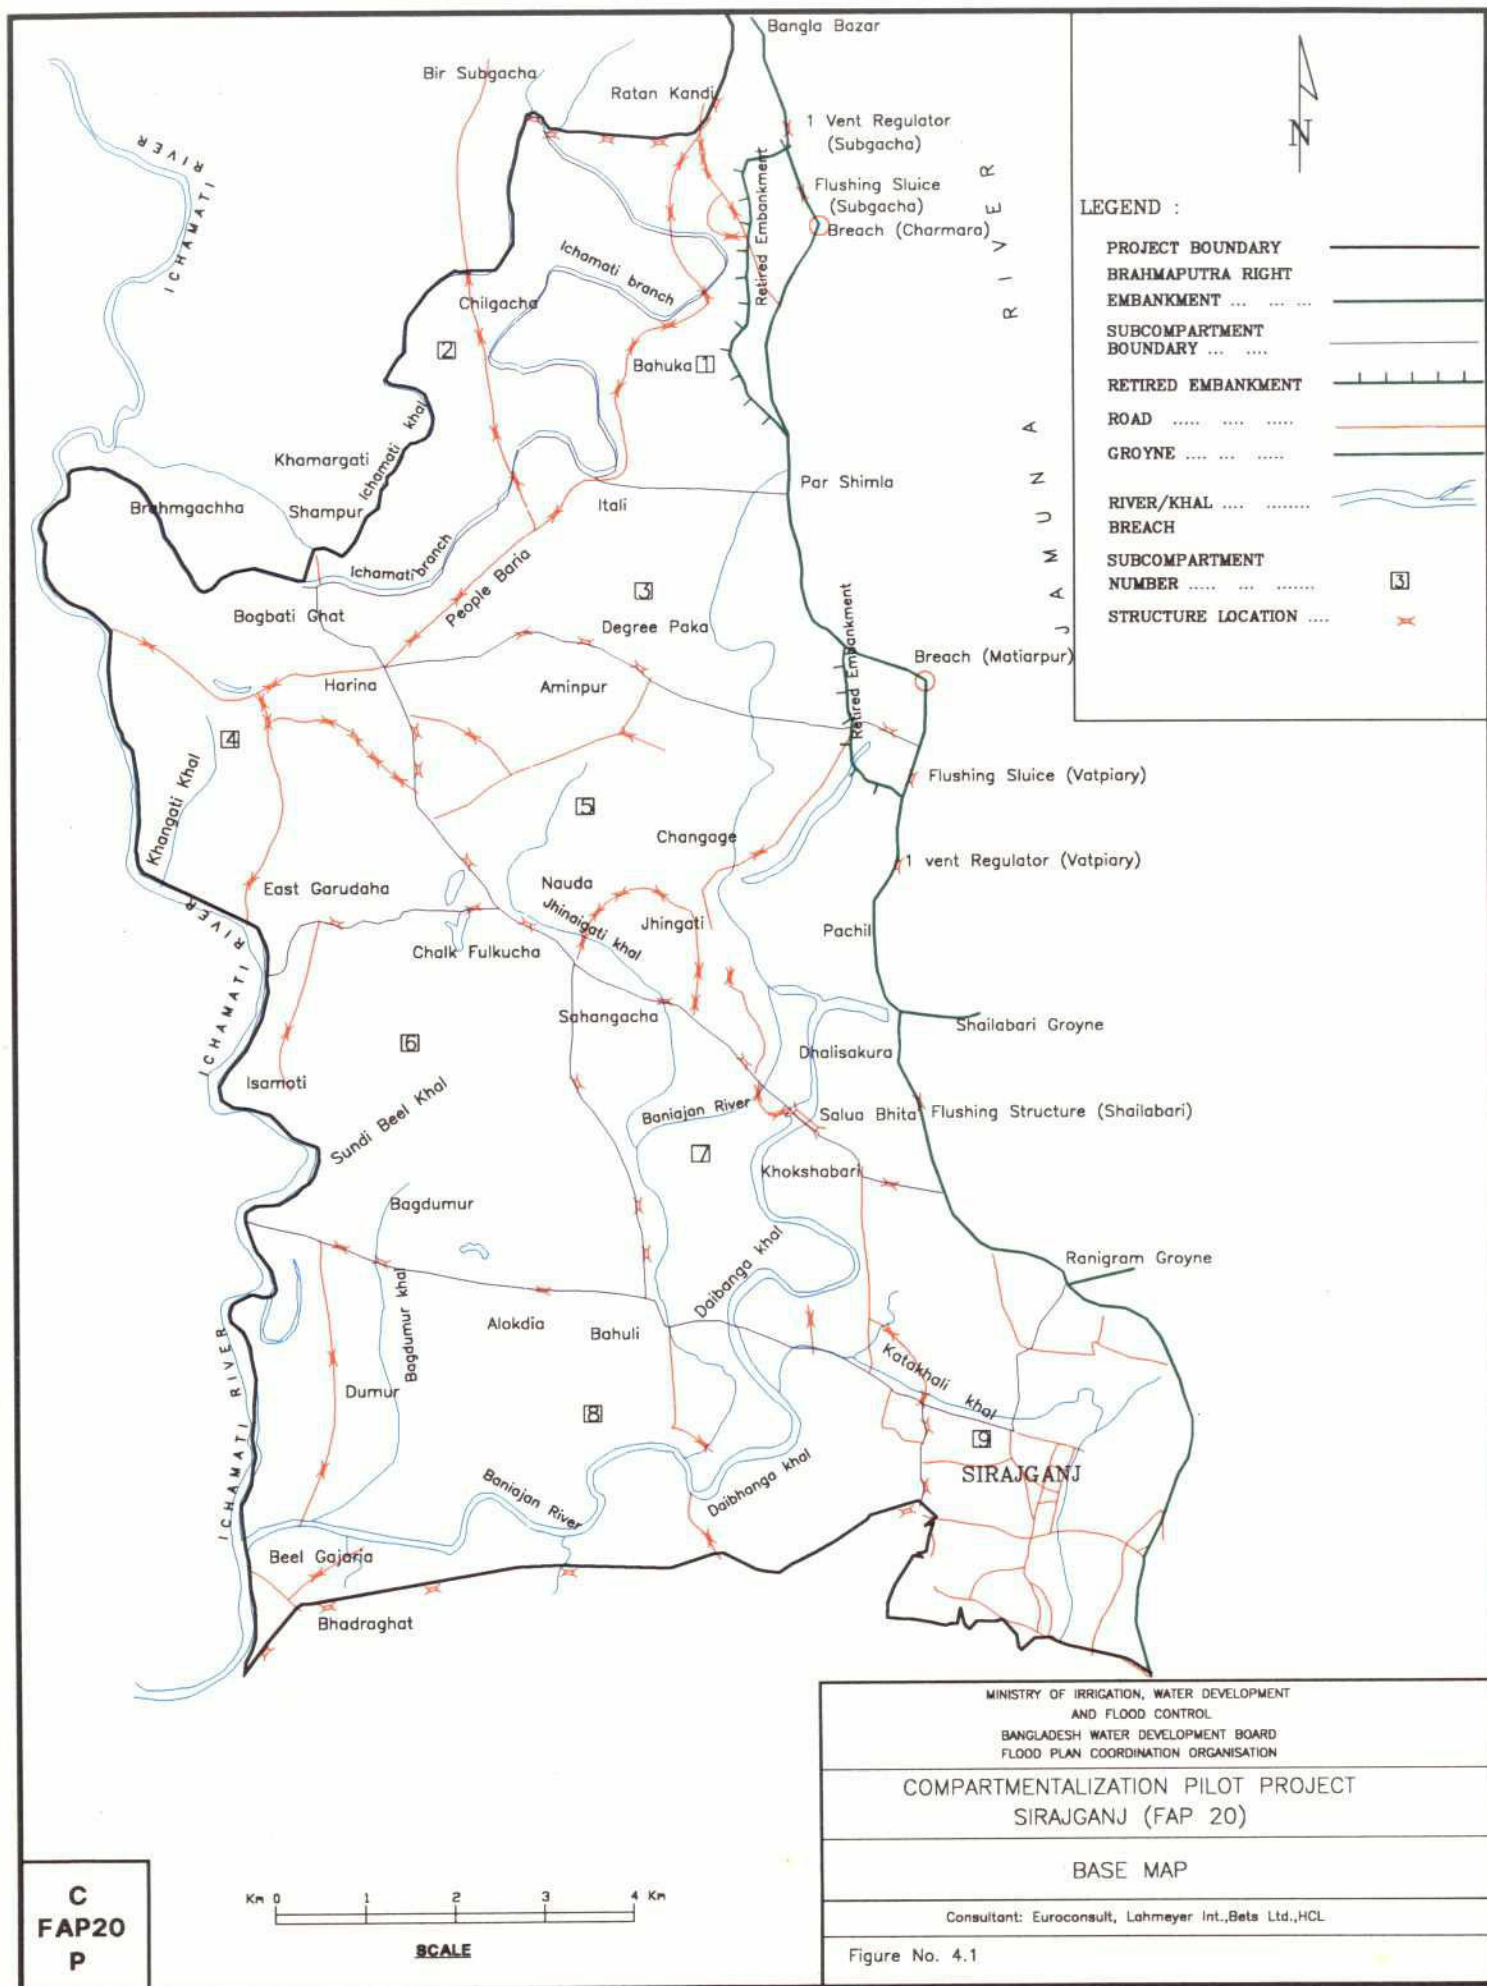 Bangla Bazar
Bir Subgacha
Ratan Kandi
1 Vent Regulator
(Subgacha)
Flushing Sluice
(Subgacha)
Breach (Charmara)
Retired Embankment
ICHAMATI RIVER
Ichamati branch
Chilgacha
2
Bahuka 1
JAMUNA RIVER
Khamargati
Ichamati khal
Brahmgachha
Shampur
Itali
Par Shimla
Ichamati branch
People Baria
3
Bogbati Ghat
Degree Paka
Retired Embankment
Breach (Matiarpur)
Harina
Aminpur
4
Khangati Khal
Flushing Sluice (Vatpiary)
5
Changage
1 vent Regulator (Vatpiary)
East Garudaha
Nauda
Jhinaigati khal
Jhingati
Pachil
Chalk Fulkucha
ICHAMATI RIVER
Sahangacha
Shailabari Groyne
6
Dhalisakura
Isamoti
Sundi Beel Khal
Baniajan River
Salua Bhita
Flushing Structure (Shailabari)
7
Khokshabari
Bagdumur
Daibanga khal
Ranigram Groyne
Bagdumur khal
Alokdia
Bahuli
ICHAMATI RIVER
Katakhali khal
Dumur
8
9
SIRAJGANJ
Baniajan River
Daibhanga khal
Beel Gajaria
Bhadraghat
N
LEGEND :
PROJECT BOUNDARY
BRAHMAPUTRA RIGHT
EMBANKMENT ... ... ...
SUBCOMPARTMENT
BOUNDARY ... ....
RETIRED EMBANKMENT
ROAD ..... .... .....
GROYNE .... ... .....
RIVER/KHAL .... ........
BREACH
SUBCOMPARTMENT
NUMBER ..... ... ....... 3
STRUCTURE LOCATION ....
MINISTRY OF IRRIGATION, WATER DEVELOPMENT
AND FLOOD CONTROL
BANGLADESH WATER DEVELOPMENT BOARD
FLOOD PLAN COORDINATION ORGANISATION
COMPARTMENTALIZATION PILOT PROJECT
SIRAJGANJ (FAP 20)
BASE MAP
Consultant: Euroconsult, Lahmeyer Int.,Bets Ltd.,HCL
Figure No. 4.1
C
FAP20
P
Km 0 1 2 3 4 Km
SCALE